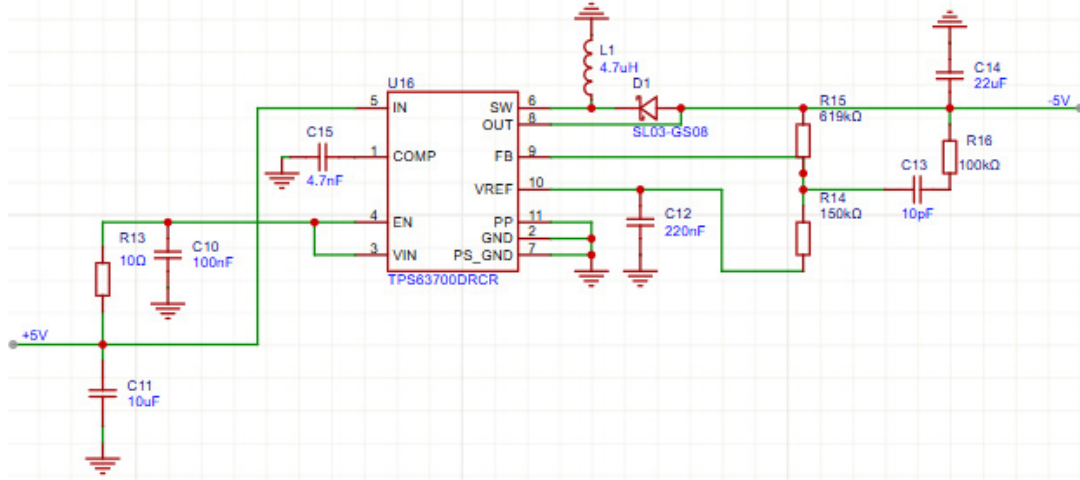 L1
4.7uH
C14
22uF
U16
D1
5
IN
SW
6
OUT
8
SL03-GS08
R15
619kΩ
-5V
C15
4.7nF
1
COMP
FB
9
R16
100kΩ
C13
10pF
VREF
10
R14
150kΩ
C12
220nF
4
EN
PP
11
GND
2
R13
10Ω
C10
100nF
3
VIN
PS_GND
7
TPS63700DRCR
+5V
C11
10uF